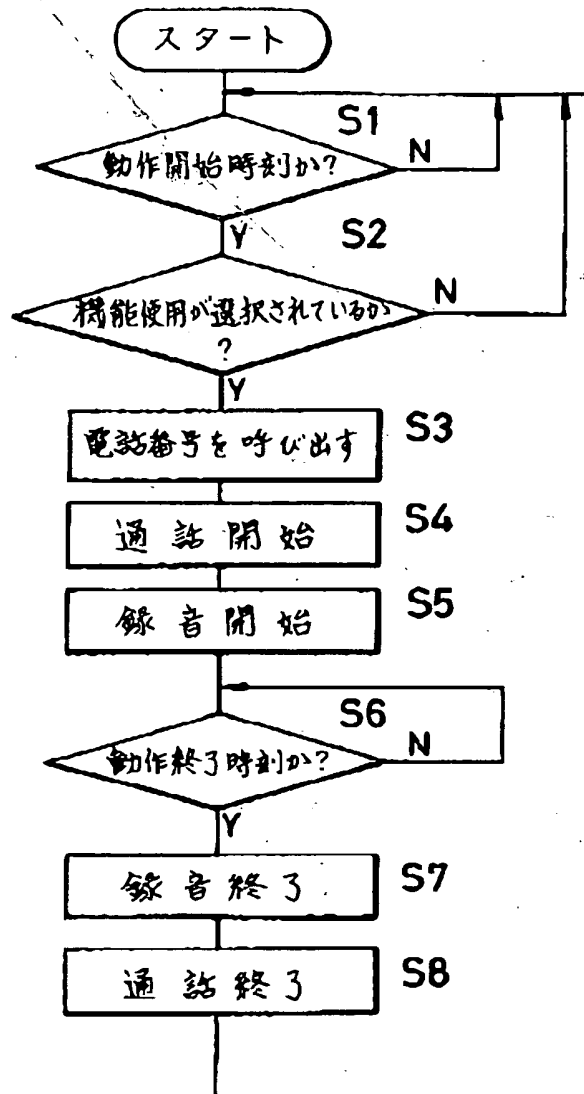 スタート
S1
動作開始時刻か?
N
Y
S2
機能使用が選択されているか
?
N
Y
電話番号を呼び出す
S3
通話開始
S4
録音開始
S5
S6
動作終了時刻か?
N
Y
録音終了
S7
通話終了
S8